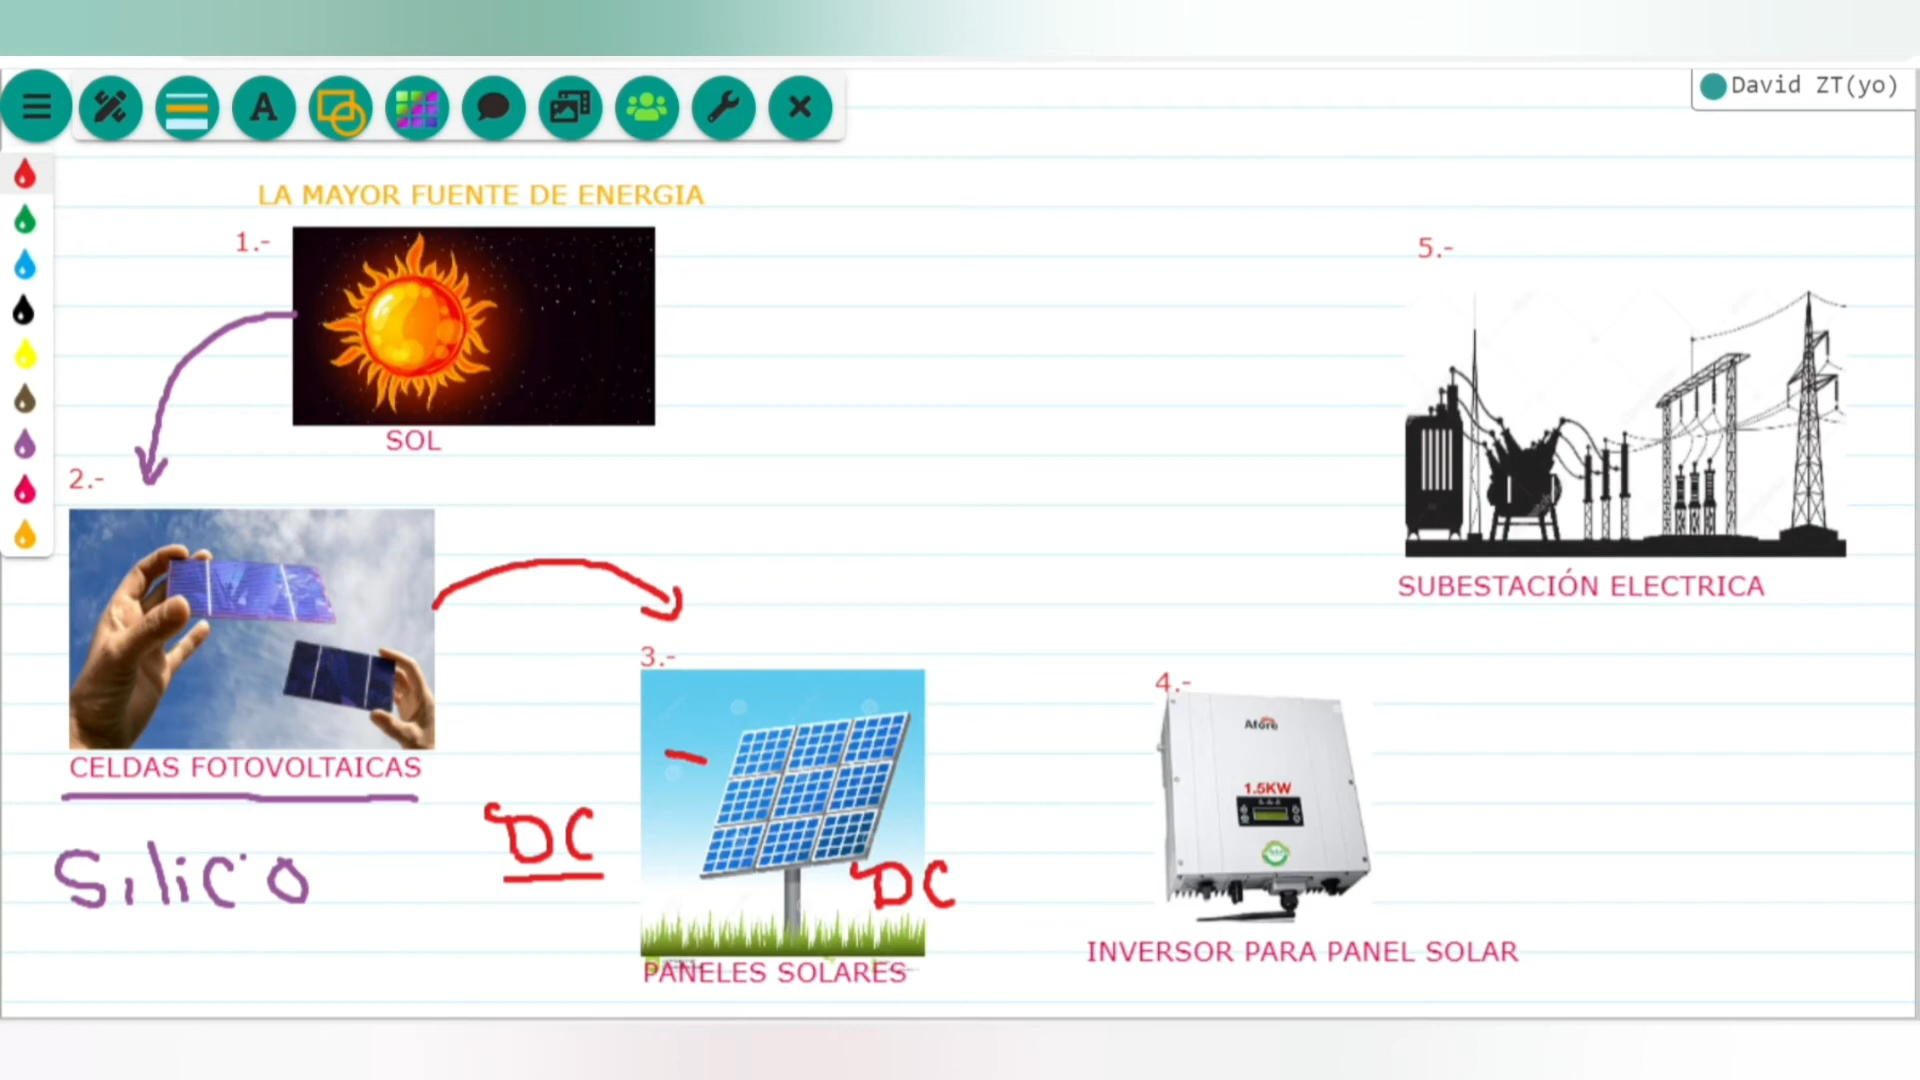 David ZT(yo)
LA MAYOR FUENTE DE ENERGIA
1.-
SOL
2.-
CELDAS FOTOVOLTAICAS
Silicio
DC
3.-
DC
PANELES SOLARES
4.-
Afore
1.5KW
INVERSOR PARA PANEL SOLAR
5.-
SUBESTACIÓN ELECTRICA